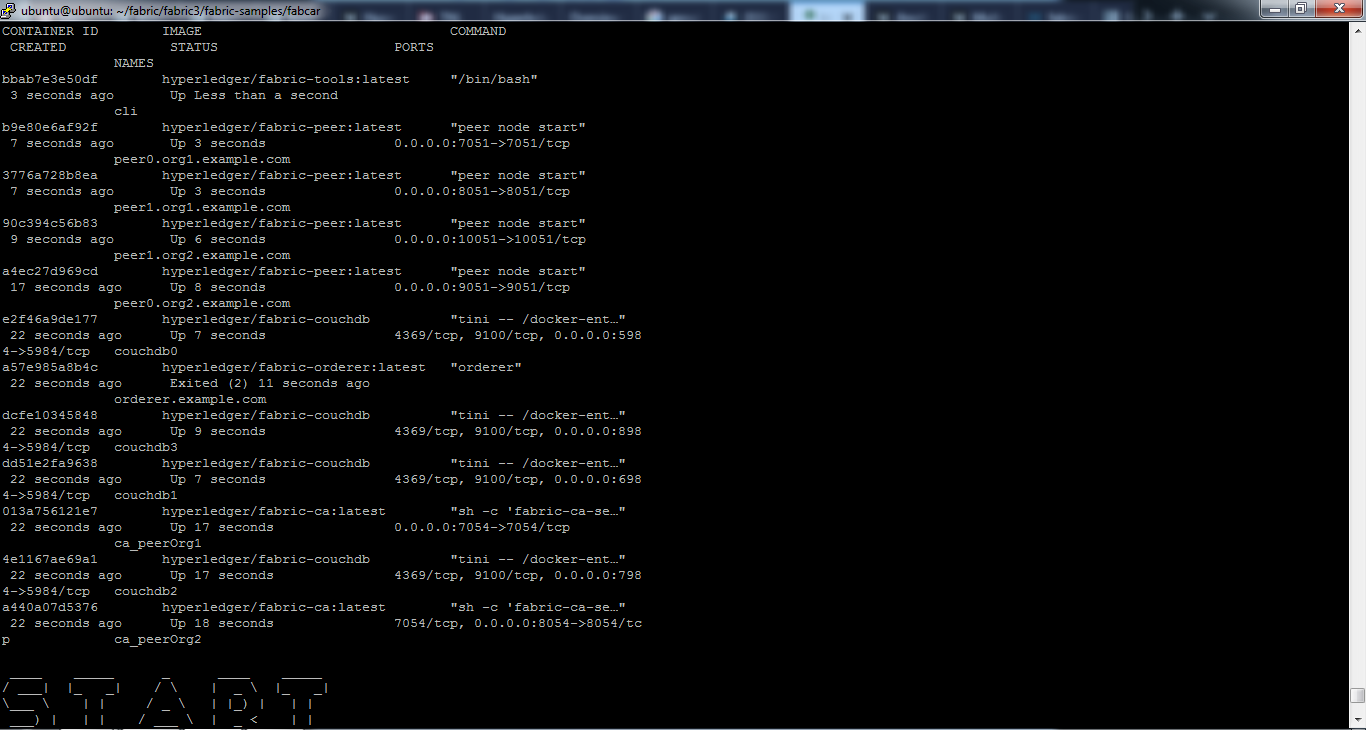 ubuntu@ubuntu: ~/fabric/fabric3/fabric-samples/fabcar
CONTAINER ID        IMAGE                               COMMAND
 CREATED             STATUS                      PORTS
              NAMES
bbab7e3e50df        hyperledger/fabric-tools:latest     "/bin/bash"
 3 seconds ago       Up Less than a second
              cli
b9e80e6af92f        hyperledger/fabric-peer:latest      "peer node start"
 7 seconds ago       Up 3 seconds                0.0.0.0:7051->7051/tcp
              peer0.org1.example.com
3776a728b8ea        hyperledger/fabric-peer:latest      "peer node start"
 7 seconds ago       Up 3 seconds                0.0.0.0:8051->8051/tcp
              peer1.org1.example.com
90c394c56b83        hyperledger/fabric-peer:latest      "peer node start"
 9 seconds ago       Up 6 seconds                0.0.0.0:10051->10051/tcp
              peer1.org2.example.com
a4ec27d969cd        hyperledger/fabric-peer:latest      "peer node start"
 17 seconds ago      Up 8 seconds                0.0.0.0:9051->9051/tcp
              peer0.org2.example.com
e2f46a9de177        hyperledger/fabric-couchdb          "tini -- /docker-ent…"
 22 seconds ago      Up 7 seconds                4369/tcp, 9100/tcp, 0.0.0.0:598
4->5984/tcp   couchdb0
a57e985a8b4c        hyperledger/fabric-orderer:latest   "orderer"
 22 seconds ago      Exited (2) 11 seconds ago
              orderer.example.com
dcfe10345848        hyperledger/fabric-couchdb          "tini -- /docker-ent…"
 22 seconds ago      Up 9 seconds                4369/tcp, 9100/tcp, 0.0.0.0:898
4->5984/tcp   couchdb3
dd51e2fa9638        hyperledger/fabric-couchdb          "tini -- /docker-ent…"
 22 seconds ago      Up 7 seconds                4369/tcp, 9100/tcp, 0.0.0.0:698
4->5984/tcp   couchdb1
013a756121e7        hyperledger/fabric-ca:latest        "sh -c 'fabric-ca-se…"
 22 seconds ago      Up 17 seconds               0.0.0.0:7054->7054/tcp
              ca_peerOrg1
4e1167ae69a1        hyperledger/fabric-couchdb          "tini -- /docker-ent…"
 22 seconds ago      Up 17 seconds               4369/tcp, 9100/tcp, 0.0.0.0:798
4->5984/tcp   couchdb2
a440a07d5376        hyperledger/fabric-ca:latest        "sh -c 'fabric-ca-se…"
 22 seconds ago      Up 18 seconds               7054/tcp, 0.0.0.0:8054->8054/tc
p             ca_peerOrg2
START